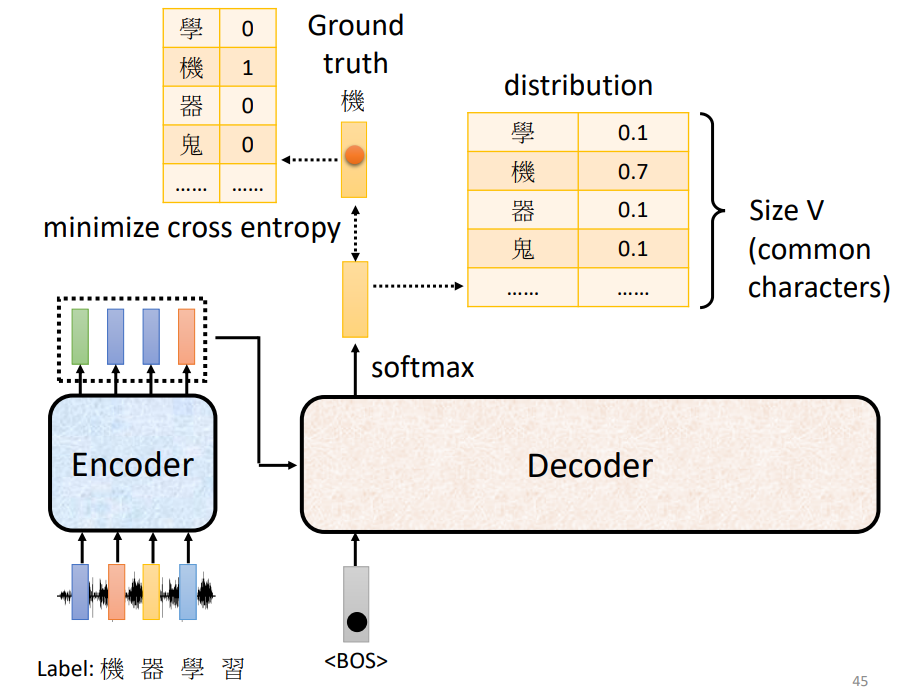 學 0
機 1
器 0
鬼 0
…… ……
Ground
truth
機
distribution
學 0.1
機 0.7
器 0.1
鬼 0.1
…… ……
Size V
(common
characters)
minimize cross entropy
softmax
Encoder
Decoder
<BOS>
Label: 機 器 學 習
45